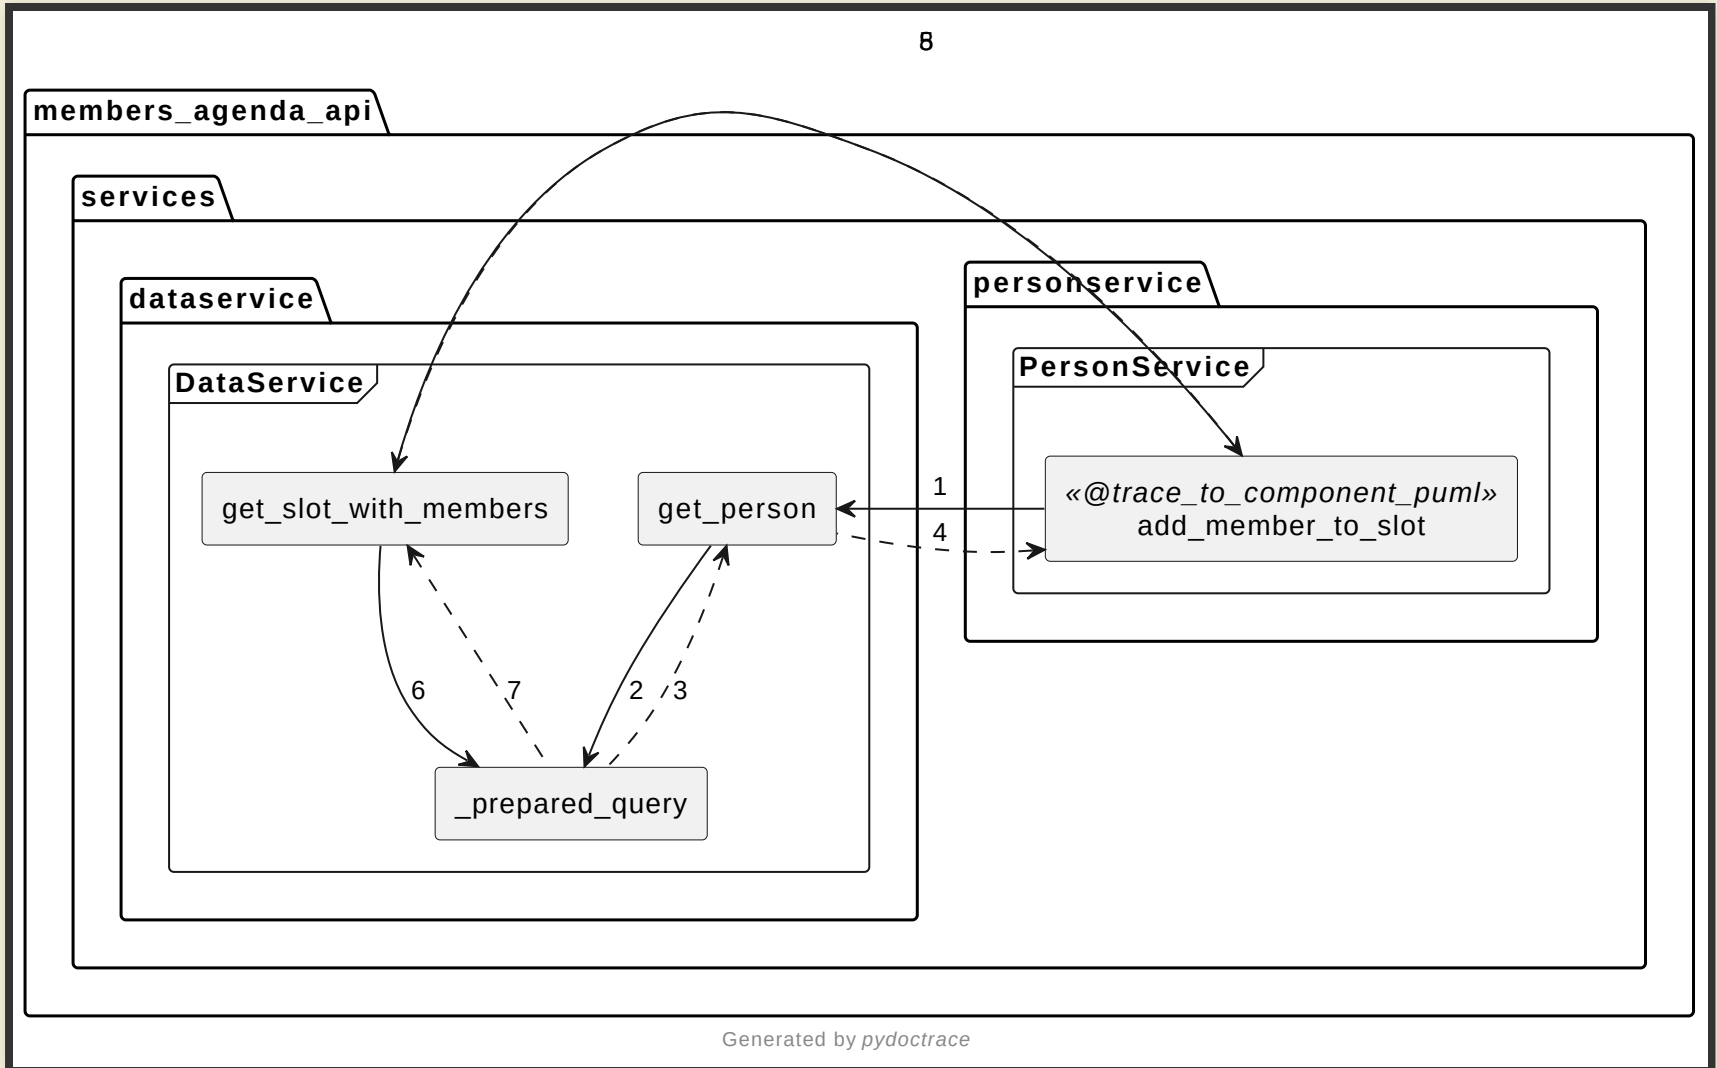 8
members_agenda_api
services
dataservice
personservice
DataService
PersonService
get_slot_with_members
get_person
1
4
«@trace_to_component_puml»
add_member_to_slot
6
7
2
3
_prepared_query
Generated by pydoctrace